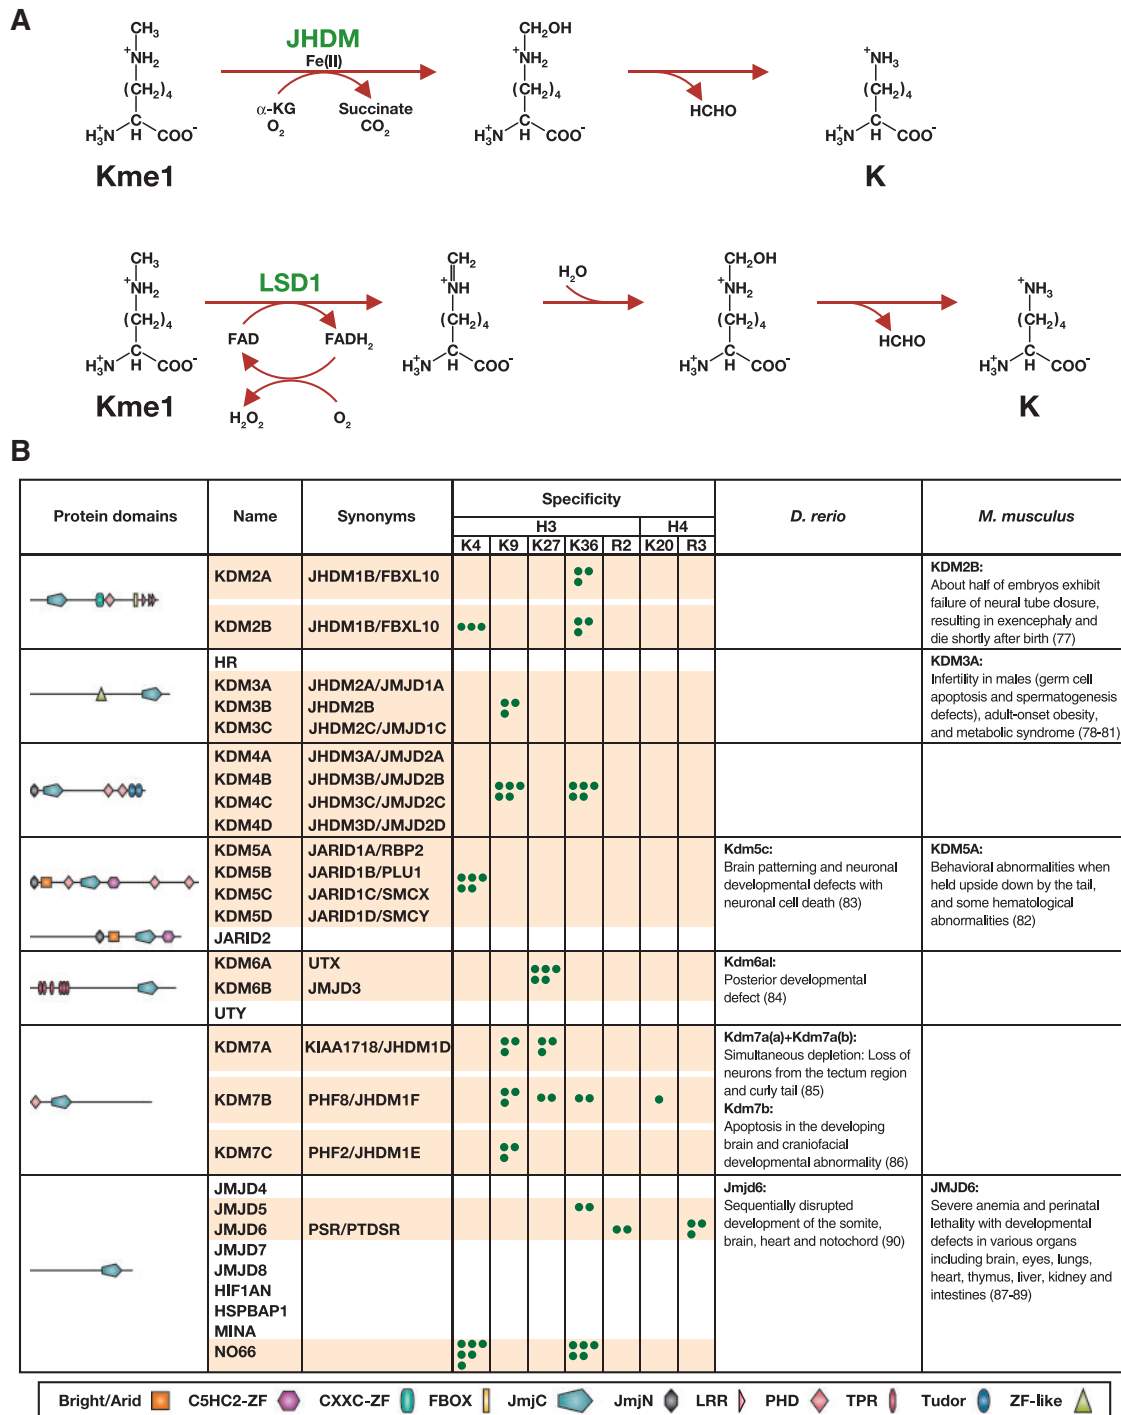 A
CH₃
⁺NH₂
(CH₂)₄
H₃N⁺ C COO⁻
H
Kme1
JHDM
Fe(II)
α-KG
O₂
Succinate
CO₂
CH₂OH
⁺NH₂
(CH₂)₄
H₃N⁺ C COO⁻
H
HCHO
⁺NH₃
(CH₂)₄
H₃N⁺ C COO⁻
H
K
CH₃
⁺NH₂
(CH₂)₄
H₃N⁺ C COO⁻
H
Kme1
LSD1
FAD FADH₂
H₂O₂ O₂
CH₂
⁺NH
(CH₂)₄
H₃N⁺ C COO⁻
H
H₂O
CH₂OH
⁺NH₂
(CH₂)₄
H₃N⁺ C COO⁻
H
HCHO
⁺NH₃
(CH₂)₄
H₃N⁺ C COO⁻
H
K
B
Protein domains Name Synonyms Specificity D. rerio M. musculus
H3 H4
K4 K9 K27 K36 R2 K20 R3
KDM2A JHDM1B/FBXL10
KDM2B JHDM1B/FBXL10
KDM2B:
About half of embryos exhibit
failure of neural tube closure,
resulting in exencephaly and
die shortly after birth (77)
HR
KDM3A JHDM2A/JMJD1A
KDM3B JHDM2B
KDM3C JHDM2C/JMJD1C
KDM3A:
Infertility in males (germ cell
apoptosis and spermatogenesis
defects), adult-onset obesity,
and metabolic syndrome (78-81)
KDM4A JHDM3A/JMJD2A
KDM4B JHDM3B/JMJD2B
KDM4C JHDM3C/JMJD2C
KDM4D JHDM3D/JMJD2D
KDM5A JARID1A/RBP2
KDM5B JARID1B/PLU1
KDM5C JARID1C/SMCX
KDM5D JARID1D/SMCY
JARID2
Kdm5c:
Brain patterning and neuronal
developmental defects with
neuronal cell death (83)
KDM5A:
Behavioral abnormalities when
held upside down by the tail,
and some hematological
abnormalities (82)
KDM6A UTX
KDM6B JMJD3
UTY
Kdm6al:
Posterior developmental
defect (84)
KDM7A KIAA1718/JHDM1D
KDM7B PHF8/JHDM1F
KDM7C PHF2/JHDM1E
Kdm7a(a)+Kdm7a(b):
Simultaneous depletion: Loss of
neurons from the tectum region
and curly tail (85)
Kdm7b:
Apoptosis in the developing
brain and craniofacial
developmental abnormality (86)
JMJD4
JMJD5
JMJD6 PSR/PTDSR
JMJD7
JMJD8
HIF1AN
HSPBAP1
MINA
NO66
Jmjd6:
Sequentially disrupted
development of the somite,
brain, heart and notochord (90)
JMJD6:
Severe anemia and perinatal
lethality with developmental
defects in various organs
including brain, eyes, lungs,
heart, thymus, liver, kidney and
intestines (87-89)
Bright/Arid C5HC2-ZF CXXC-ZF FBOX JmjC JmjN LRR PHD TPR Tudor ZF-like